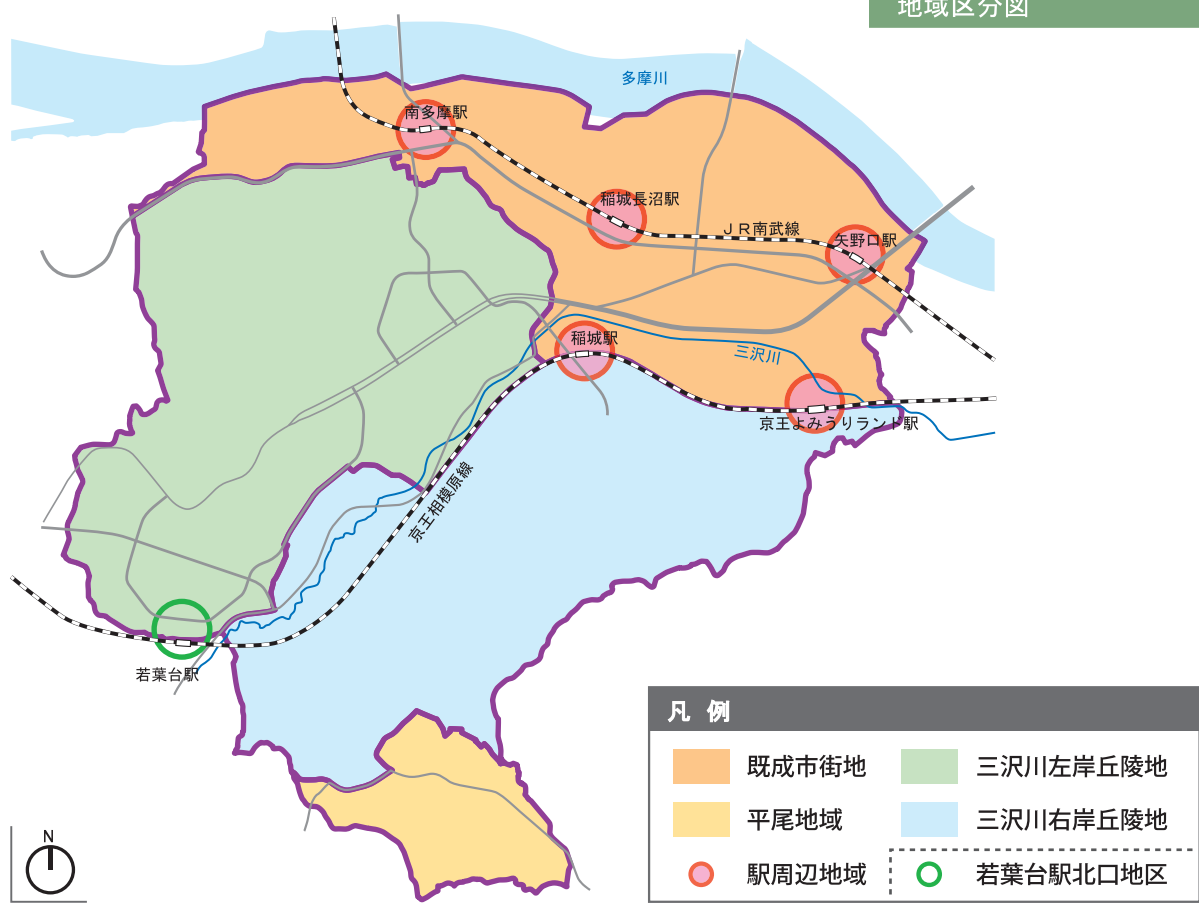 地域区分図
多摩川
南多摩駅
稲城長沼駅
ＪＲ南武線
矢野口駅
稲城駅
三沢川
京王よみうりランド駅
京王相模原線
若葉台駅
凡 例
既成市街地
三沢川左岸丘陵地
平尾地域
三沢川右岸丘陵地
駅周辺地域
若葉台駅北口地区
N